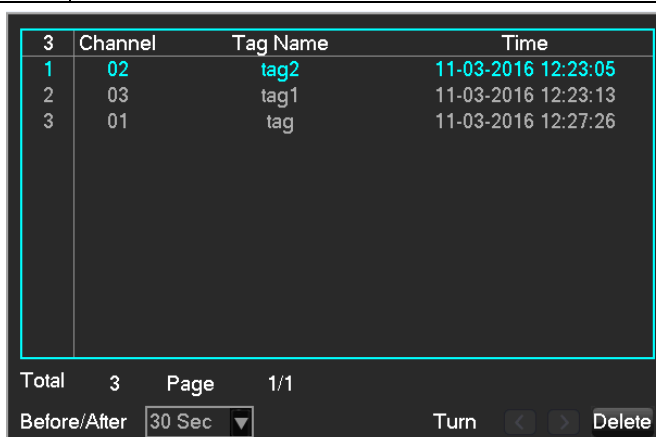 3 Channel Tag Name Time
1 02 tag2 11-03-2016 12:23:05
2 03 tag1 11-03-2016 12:23:13
3 01 tag 11-03-2016 12:27:26
Total 3 Page 1/1
Before/After 30 Sec Turn < > Delete